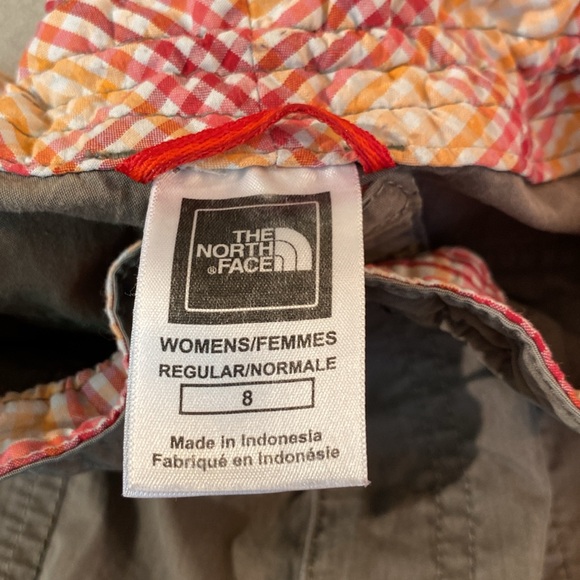 THE
NORTH
®FACE
WOMENS/FEMMES
REGULAR/NORMALE
8
Made in Indonesia
Fabriqué en Indonésie